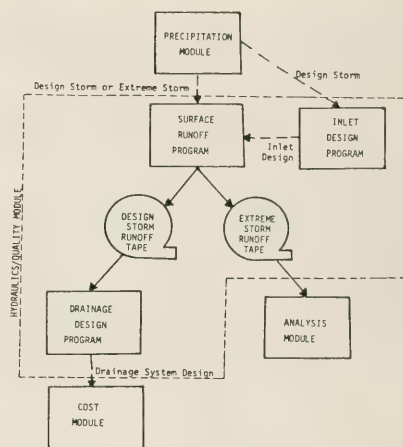 PRECIPITATION
MODULE
Design Storm or Extreme Storm
Design Storm
SURFACE
RUNOFF
PROGRAM
Inlet
Design
INLET
DESIGN
PROGRAM
HYDRAULICS/QUALITY MODULE
DESIGN
STORM
RUNOFF
TAPE
EXTREME
STORM
RUNOFF
TAPE
DRAINAGE
DESIGN
PROGRAM
ANALYSIS
MODULE
Drainage System Design
COST
MODULE